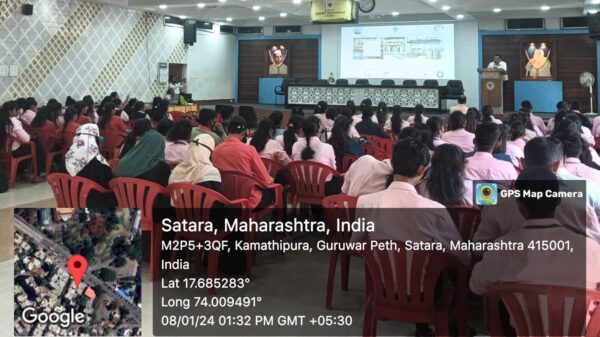 GPS Map Camera
Satara, Maharashtra, India
M2P5+3QF, Kamathipura, Guruwar Peth, Satara, Maharashtra 415001,
India
Lat 17.685283°
Long 74.009491°
08/01/24 01:32 PM GMT +05:30
Google